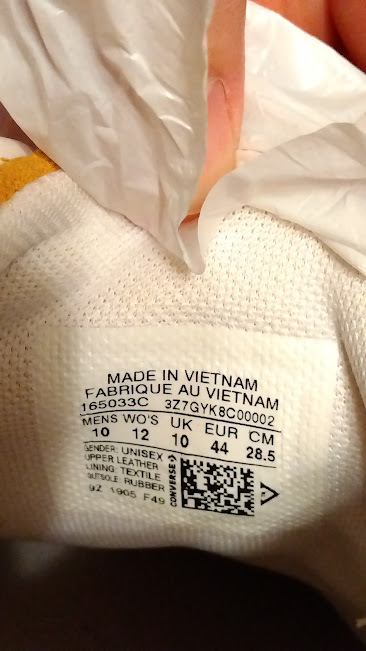 MADE IN VIETNAM
FABRIQUE AU VIETNAM
165033C 3Z7GYK8C00002
MENS WO'S UK EUR CM
10 12 10 44 28.5
GENDER: UNISEX
UPPER LEATHER
LINING: TEXTILE
OUTSOLE: RUBBER
9Z 1905 F49
CONVERSE